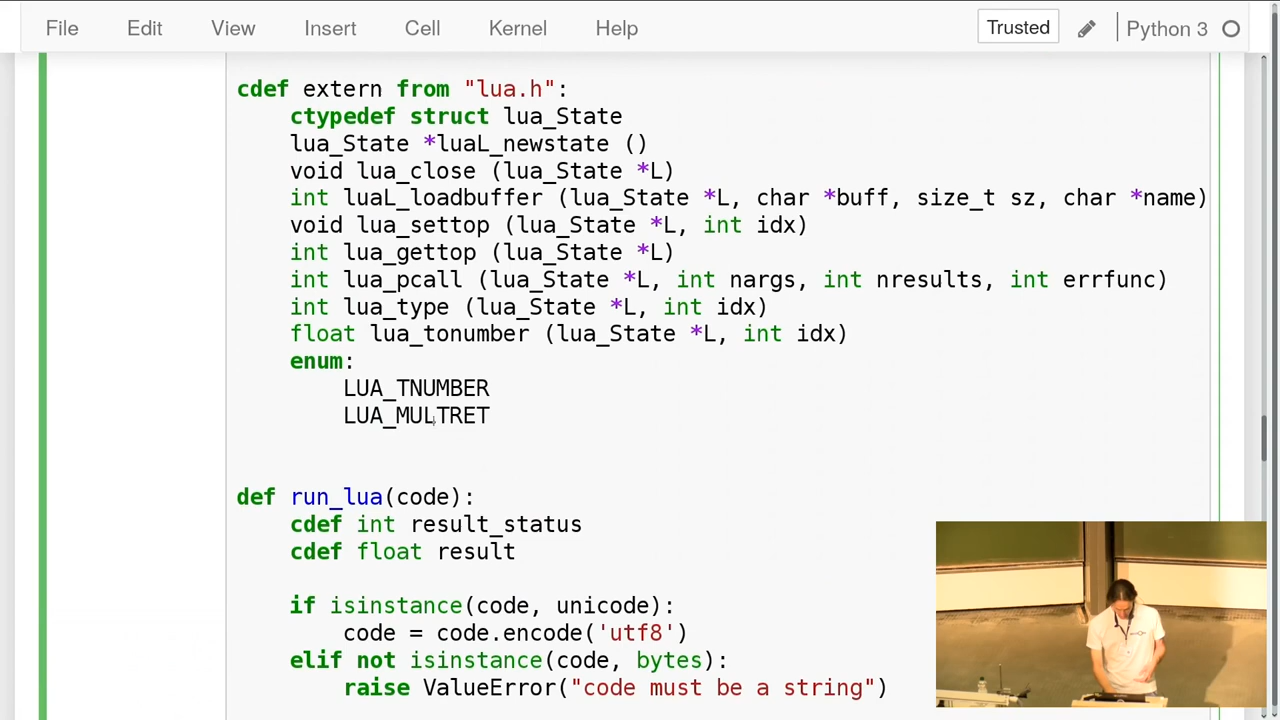 File Edit View Insert Cell Kernel Help Trusted Python 3
cdef extern from "lua.h":
    ctypedef struct lua_State
    lua_State *luaL_newstate ()
    void lua_close (lua_State *L)
    int luaL_loadbuffer (lua_State *L, char *buff, size_t sz, char *name)
    void lua_settop (lua_State *L, int idx)
    int lua_gettop (lua_State *L)
    int lua_pcall (lua_State *L, int nargs, int nresults, int errfunc)
    int lua_type (lua_State *L, int idx)
    float lua_tonumber (lua_State *L, int idx)
    enum:
        LUA_TNUMBER
        LUA_MULTRET
def run_lua(code):
    cdef int result_status
    cdef float result
    if isinstance(code, unicode):
        code = code.encode('utf8')
    elif not isinstance(code, bytes):
        raise ValueError("code must be a string")